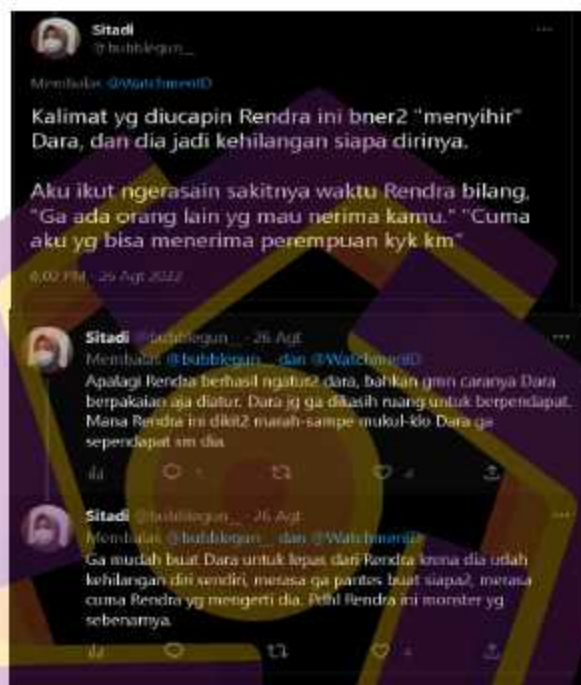 Sitadi
@bubblegun__
Membalas @WatchmenID
Kalimat yg diucapin Rendra ini bner2 "menyihir"
Dara, dan dia jadi kehilangan siapa dirinya.
Aku ikut ngerasain sakitnya waktu Rendra bilang,
"Ga ada orang lain yg mau nerima kamu." "Cuma
aku yg bisa menerima perempuan kyk km"
6:02 PM · 26 Agt 2022
Sitadi @bubblegun__ · 26 Agt
Membalas @bubblegun__ dan @WatchmenID
Apalagi Rendra berhasil ngatur2 dara, bahkan gmn caranya Dara
berpakaian aja diatur. Dara jg ga dikasih ruang untuk berpendapat.
Mana Rendra ini dikit2 marah-sampe mukul-klo Dara ga
sependapat sm dia.
Sitadi @bubblegun__ · 26 Agt
Membalas @bubblegun__ dan @WatchmenID
Ga mudah buat Dara untuk lepas dari Rendra krena dia udah
kehilangan diri sendiri, merasa ga pantes buat siapa2, merasa
cuma Rendra yg mengerti dia. Pdhl Rendra ini monster yg
sebenarnya.